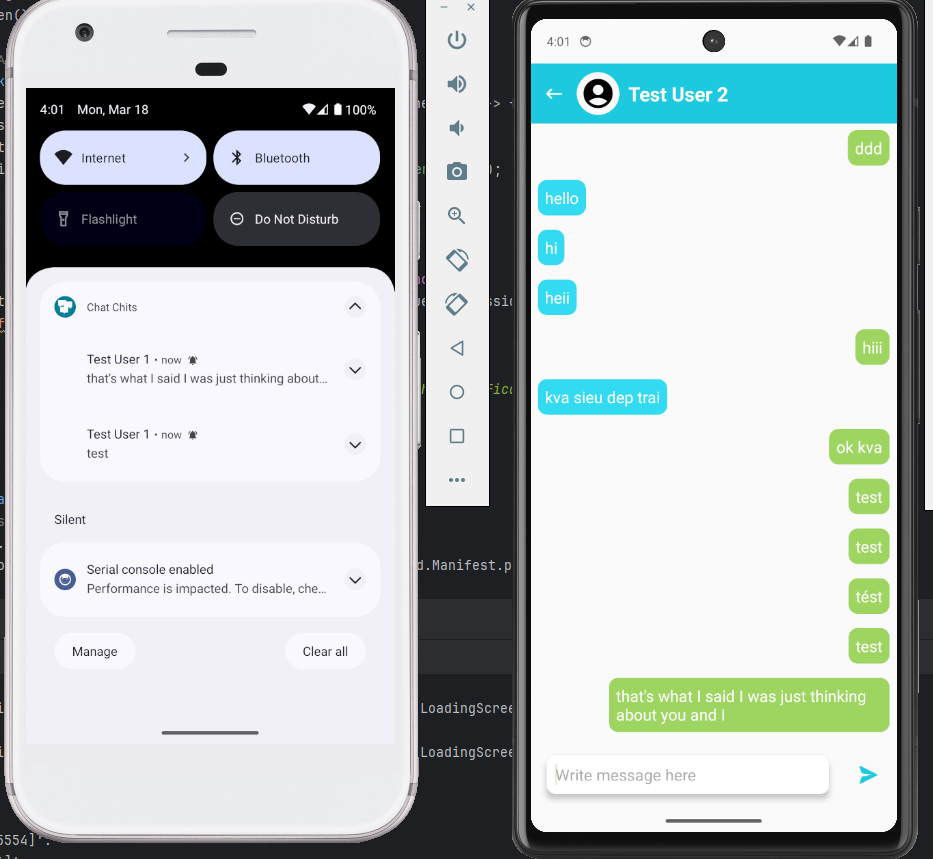 4:01 Mon, Mar 18
100%
Internet
Bluetooth
Flashlight
Do Not Disturb
Chat Chits
Test User 1 • now
that's what I said I was just thinking about...
Test User 1 • now
test
Silent
Serial console enabled
Performance is impacted. To disable, che...
Manage
Clear all
d.Manifest.p
LoadingScree
LoadingScree
5554]'.
4:01
Test User 2
ddd
hello
hi
heii
hiii
kva sieu dep trai
ok kva
test
test
tést
test
that's what I said I was just thinking
about you and I
Write message here